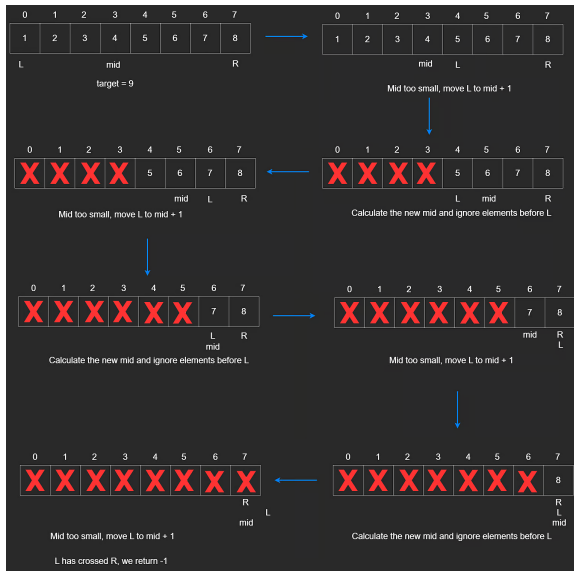 0 1 2 3 4 5 6 7
1 2 3 4 5 6 7 8
L mid R
target = 9
0 1 2 3 4 5 6 7
1 2 3 4 5 6 7 8
mid L R
Mid too small, move L to mid + 1
0 1 2 3 4 5 6 7
X X X X 5 6 7 8
L mid R
Calculate the new mid and ignore elements before L
0 1 2 3 4 5 6 7
X X X X 5 6 7 8
mid L R
Mid too small, move L to mid + 1
0 1 2 3 4 5 6 7
X X X X X X 7 8
L R
mid
Calculate the new mid and ignore elements before L
0 1 2 3 4 5 6 7
X X X X X X 7 8
mid R
L
Mid too small, move L to mid + 1
0 1 2 3 4 5 6 7
X X X X X X X 8
R
L
mid
Calculate the new mid and ignore elements before L
0 1 2 3 4 5 6 7
X X X X X X X X
R
L
mid
Mid too small, move L to mid + 1
L has crossed R, we return -1